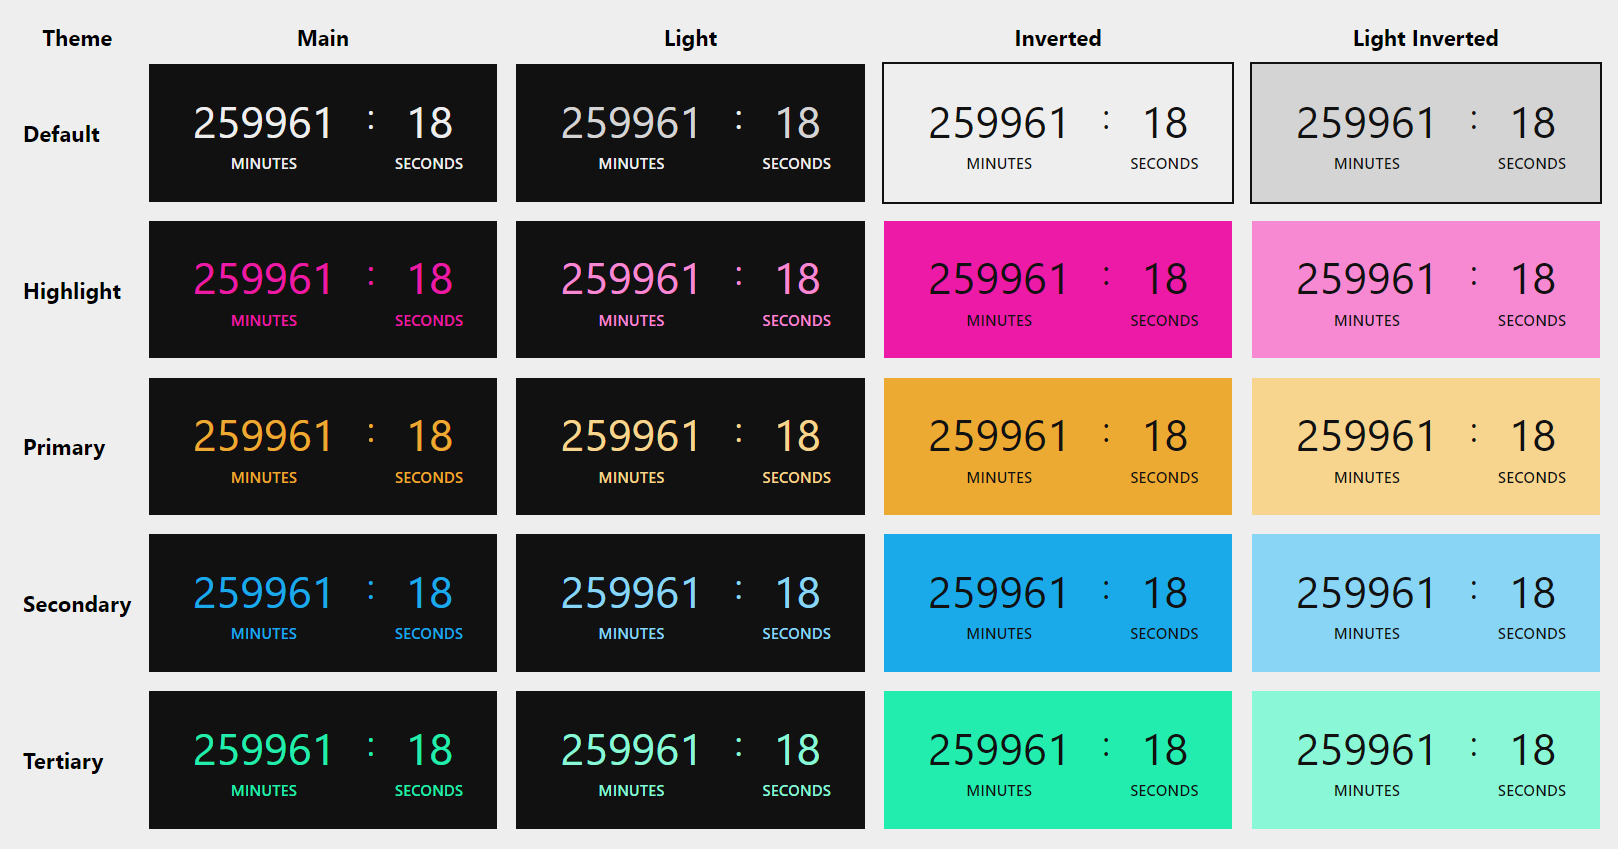 Theme Main Light Inverted Light Inverted
Default
259961 : 18 259961 : 18 259961 : 18 259961 : 18
MINUTES SECONDS MINUTES SECONDS MINUTES SECONDS MINUTES SECONDS
Highlight
259961 : 18 259961 : 18 259961 : 18 259961 : 18
MINUTES SECONDS MINUTES SECONDS MINUTES SECONDS MINUTES SECONDS
Primary
259961 : 18 259961 : 18 259961 : 18 259961 : 18
MINUTES SECONDS MINUTES SECONDS MINUTES SECONDS MINUTES SECONDS
Secondary
259961 : 18 259961 : 18 259961 : 18 259961 : 18
MINUTES SECONDS MINUTES SECONDS MINUTES SECONDS MINUTES SECONDS
Tertiary
259961 : 18 259961 : 18 259961 : 18 259961 : 18
MINUTES SECONDS MINUTES SECONDS MINUTES SECONDS MINUTES SECONDS